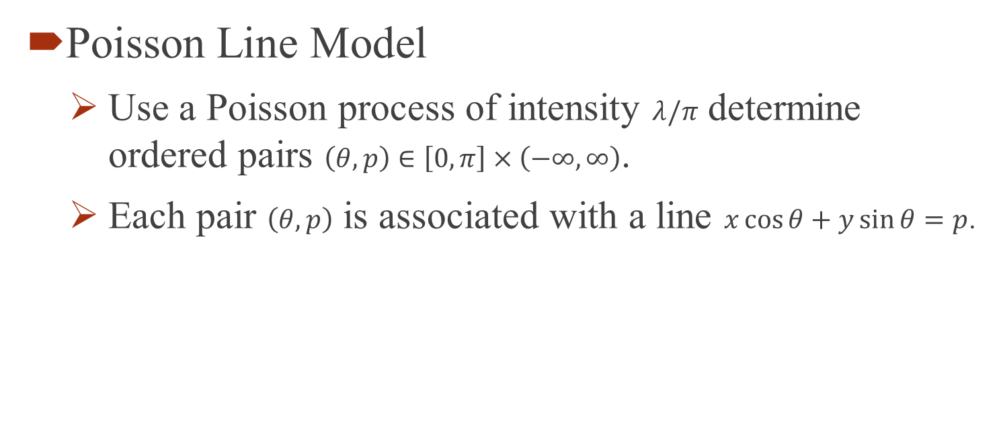 Poisson Line Model
Use a Poisson process of intensity 𝜆/𝜋 determine
ordered pairs (𝜃, 𝑝) ∈ [0, 𝜋] × (−∞, ∞).
Each pair (𝜃, 𝑝) is associated with a line 𝑥 cos 𝜃 + 𝑦 sin 𝜃 = 𝑝.